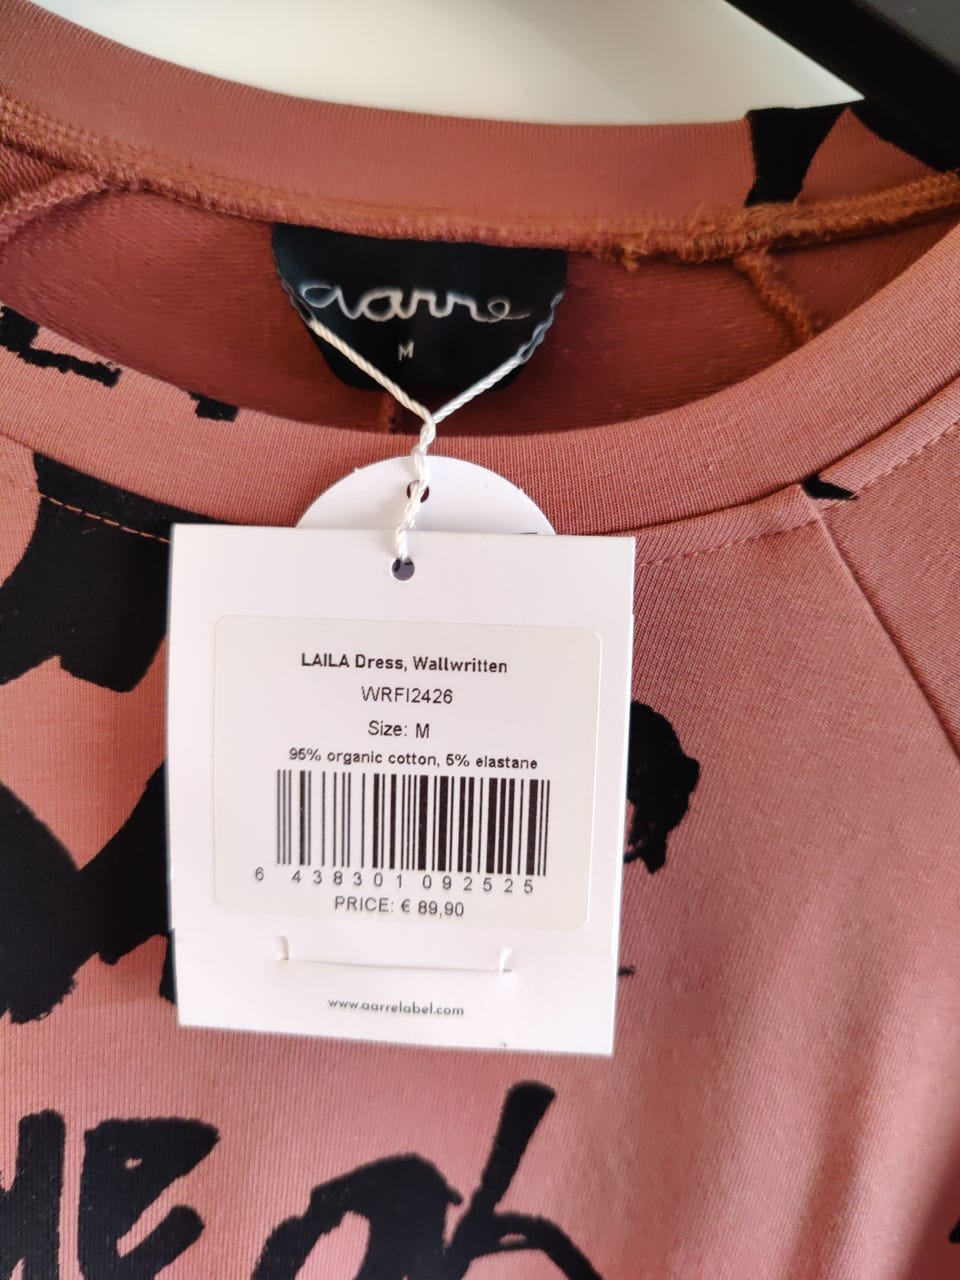 aarre
M
LAILA Dress, Wallwritten
WRFI2426
Size: M
95% organic cotton, 5% elastane
6 438301 092525
PRICE: € 89,90
www.aarrelabel.com